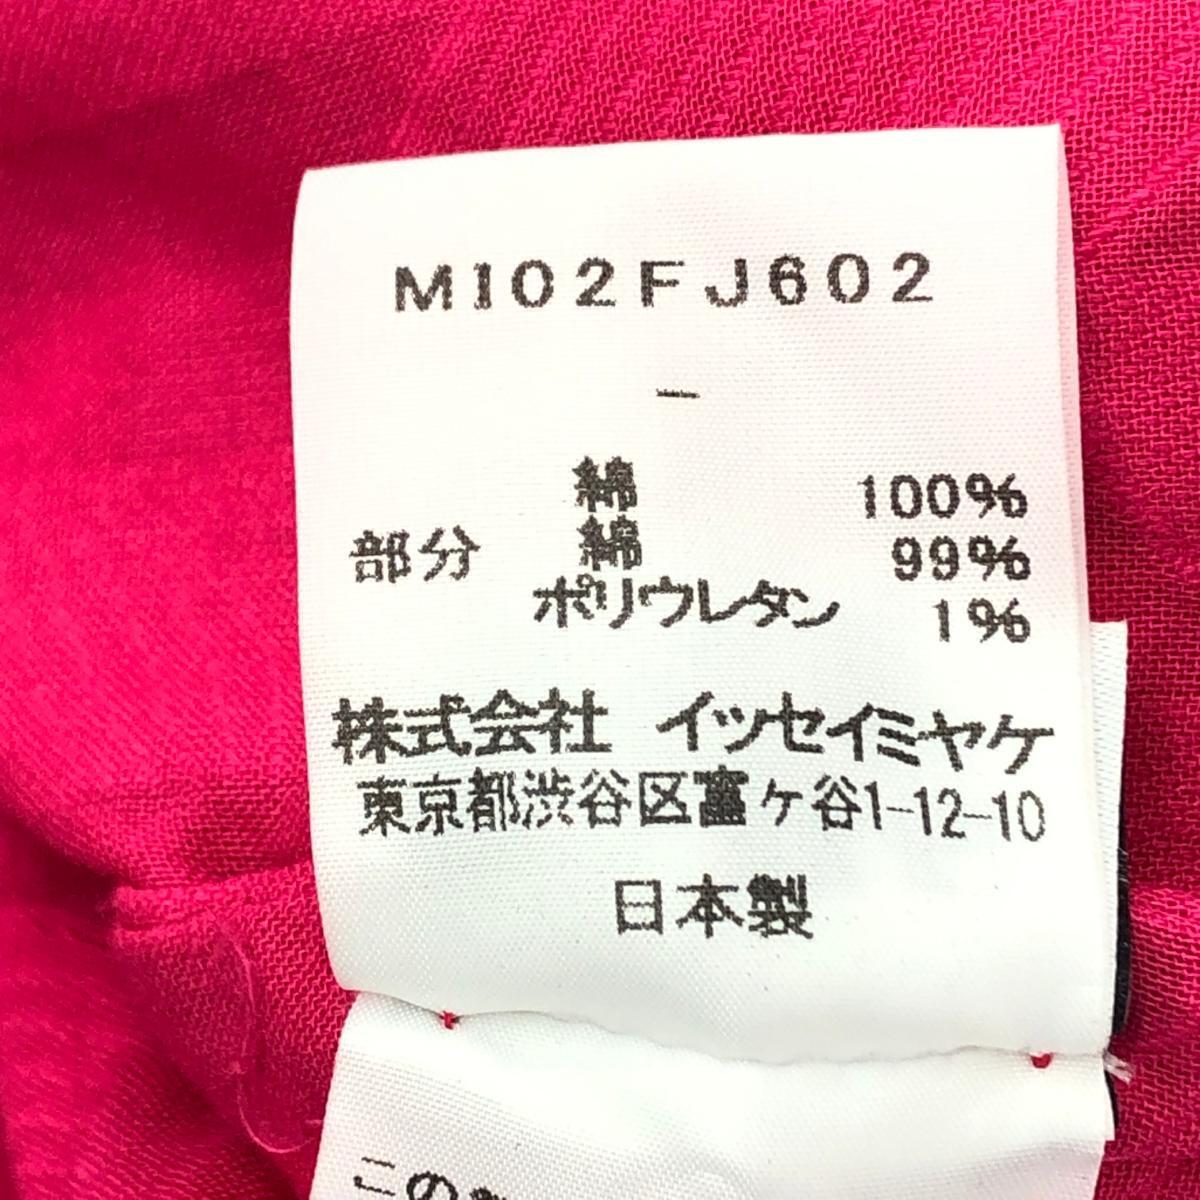 MI02FJ602
—
綿 100%
部分 綿 99%
ポリウレタン 1%
株式会社 イッセイミヤケ
東京都渋谷区富ヶ谷1-12-10
日本製
この